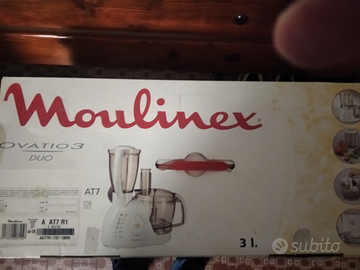 Moulinex
OVATIO 3
DUO
AT7
A AT7 R1
3 l.
subito